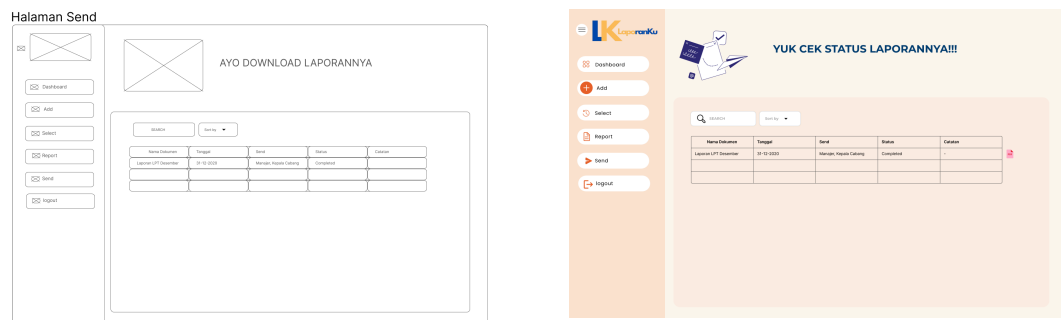 Halaman Send
AYO DOWNLOAD LAPORANNYA
Dashboard
Add
Select
Report
Send
logout
SEARCH
Sort by
Nama Dokumen Tanggal Send Status Catatan
Laporan LPT Desember 31-12-2020 Manajer, Kepala Cabang Completed
LK LaporanKu
YUK CEK STATUS LAPORANNYA!!!
Dashboard
Add
Select
Report
Send
logout
SEARCH
Sort by
Nama Dokumen Tanggal Send Status Catatan
Laporan LPT Desember 31-12-2020 Manajer, Kepala Cabang Completed -